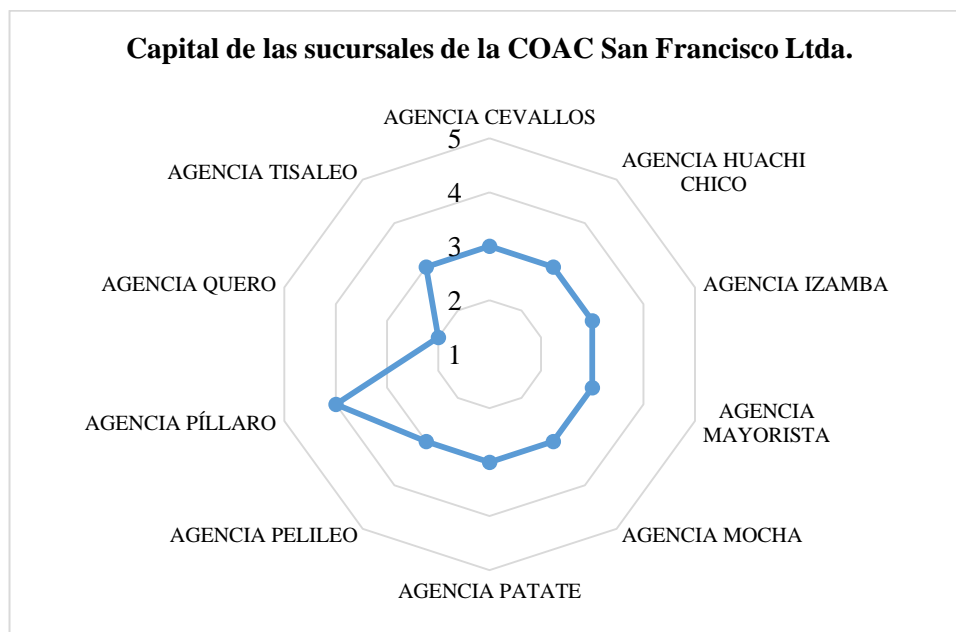 Capital de las sucursales de la COAC San Francisco Ltda.
AGENCIA CEVALLOS
AGENCIA HUACHI
CHICO
AGENCIA IZAMBA
AGENCIA
MAYORISTA
AGENCIA MOCHA
AGENCIA PATATE
AGENCIA PELILEO
AGENCIA PÍLLARO
AGENCIA QUERO
AGENCIA TISALEO
5
4
3
2
1